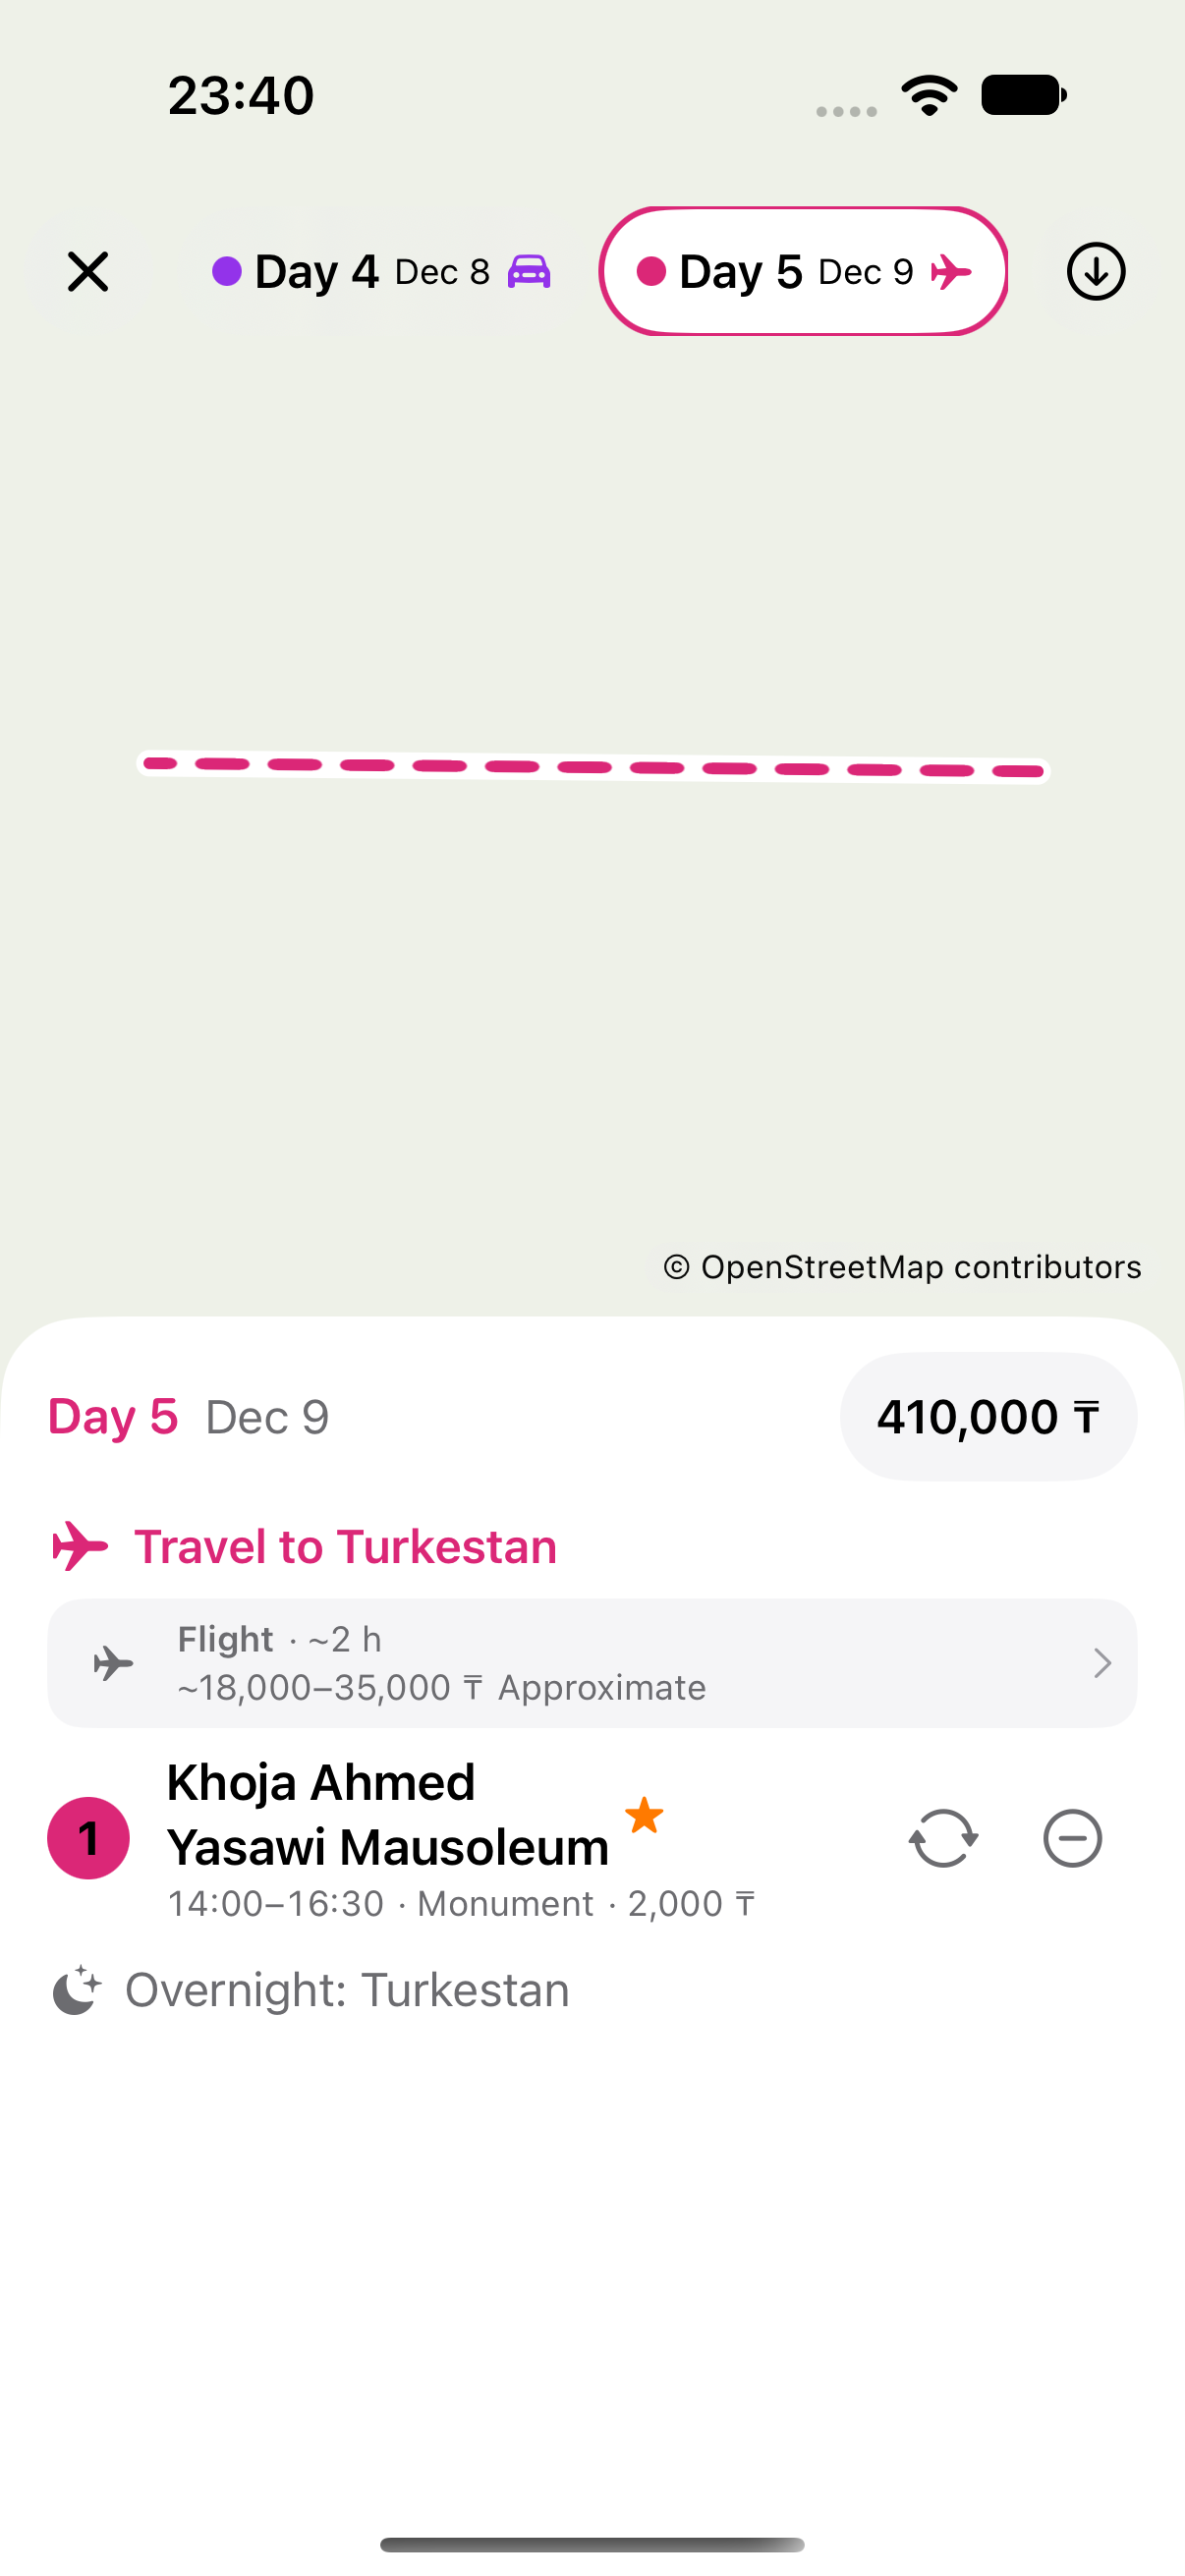 23:40
Day 4 Dec 8
Day 5 Dec 9
© OpenStreetMap contributors
Day 5 Dec 9
410,000 ₸
Travel to Turkestan
Flight · ~2 h
~18,000–35,000 ₸ Approximate
1
Khoja Ahmed
Yasawi Mausoleum
14:00–16:30 · Monument · 2,000 ₸
Overnight: Turkestan